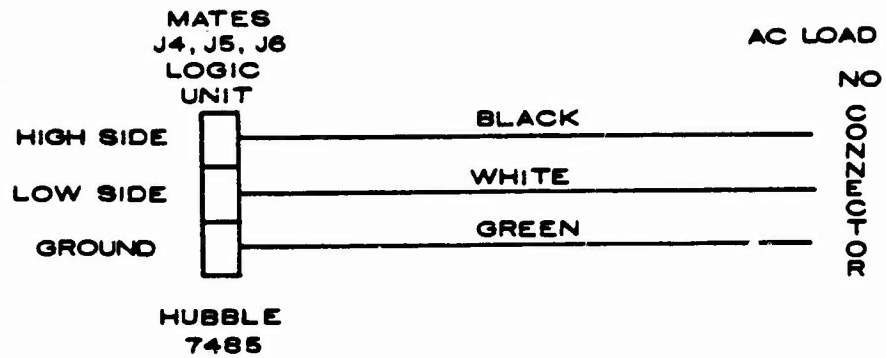 MATES
J4, J5, J6
LOGIC
UNIT
AC LOAD
NO
CONNECTOR
HIGH SIDE
BLACK
LOW SIDE
WHITE
GROUND
GREEN
HUBBLE
7485